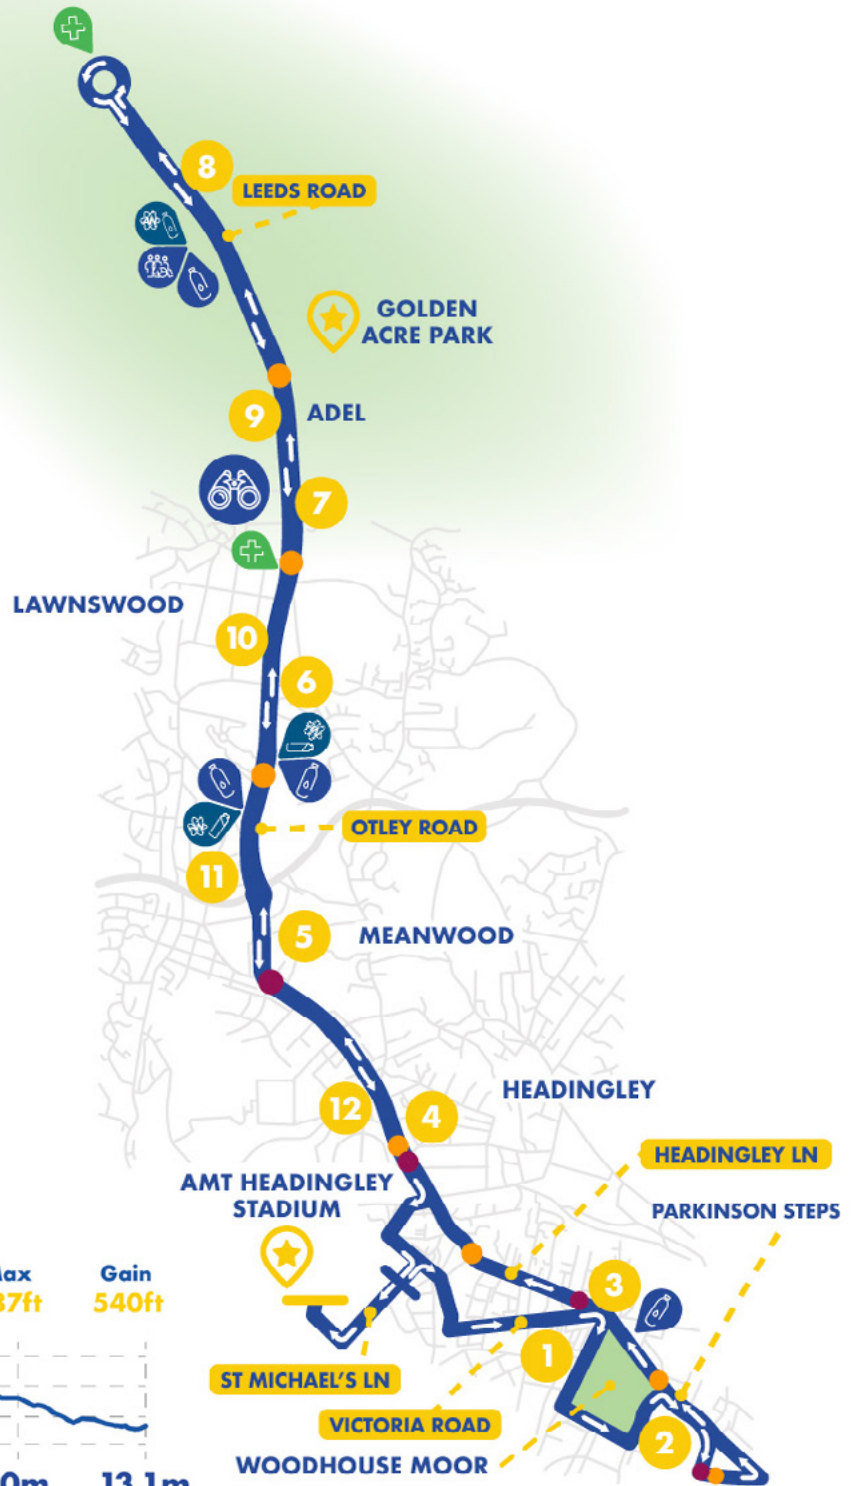 8
LEEDS ROAD
GOLDEN
ACRE PARK
9
ADEL
7
LAWNSWOOD
10
6
OTLEY ROAD
11
5
MEANWOOD
HEADINGLEY
12
4
HEADINGLEY LN
AMT HEADINGLEY
STADIUM
PARKINSON STEPS
Gain
37ft
540ft
3
1
ST MICHAEL'S LN
VICTORIA ROAD
2
WOODHOUSE MOOR
0m
13.1m